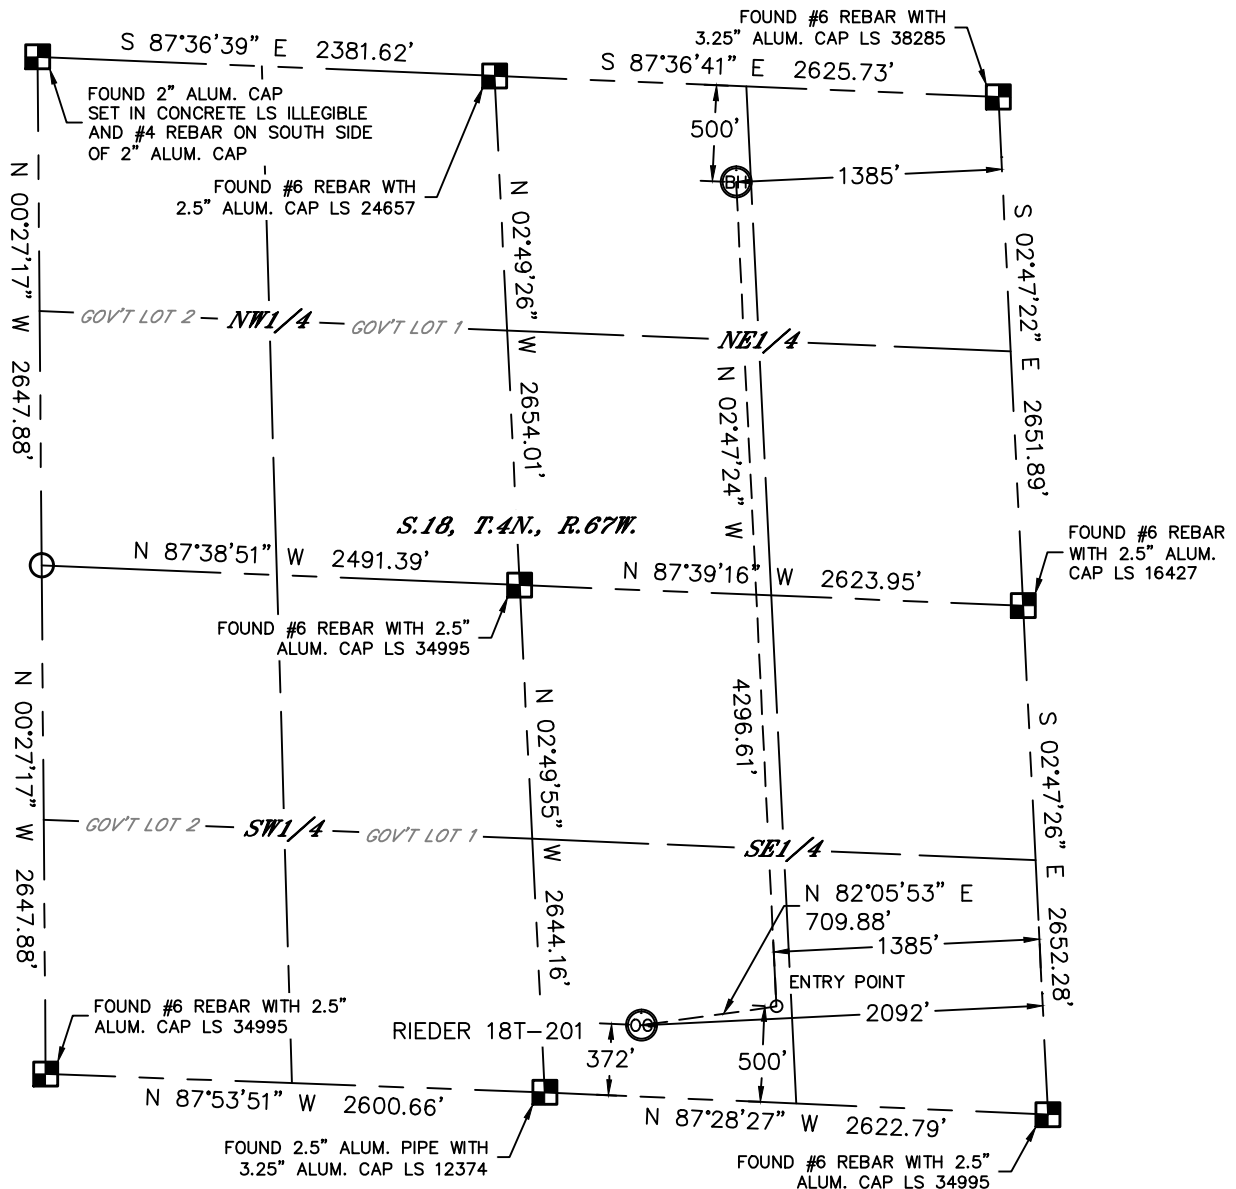 FOUND #6 REBAR WITH
3.25” ALUM. CAP LS 38285
S 87°36’39” E 2381.62’
S 87°36’41” E 2625.73’
FOUND 2” ALUM. CAP
SET IN CONCRETE LS ILLEGIBLE
AND #4 REBAR ON SOUTH SIDE
OF 2” ALUM. CAP
500’
BH
1385’
FOUND #6 REBAR WTH
2.5” ALUM. CAP LS 24657
N 00°27’17” W 2647.88’
N 02°49’26” W 2654.01’
S 02°47’22” E 2651.89’
GOV’T LOT 2
NW1/4
GOV’T LOT 1
NE1/4
N 02°47’24” W 4296.61’
S.18, T.4N., R.67W.
N 87°38’51” W 2491.39’
N 87°39’16” W 2623.95’
FOUND #6 REBAR
WITH 2.5” ALUM.
CAP LS 16427
FOUND #6 REBAR WITH 2.5”
ALUM. CAP LS 34995
N 00°27’17” W 2647.88’
N 02°49’55” W 2644.16’
S 02°47’26” E 2652.28’
GOV’T LOT 2
SW1/4
GOV’T LOT 1
SE1/4
N 82°05’53” E
709.88’
1385’
ENTRY POINT
2092’
FOUND #6 REBAR WITH 2.5”
ALUM. CAP LS 34995
RIEDER 18T-201
OG
372’
500’
N 87°53’51” W 2600.66’
N 87°28’27” W 2622.79’
FOUND 2.5” ALUM. PIPE WITH
3.25” ALUM. CAP LS 12374
FOUND #6 REBAR WITH 2.5”
ALUM. CAP LS 34995